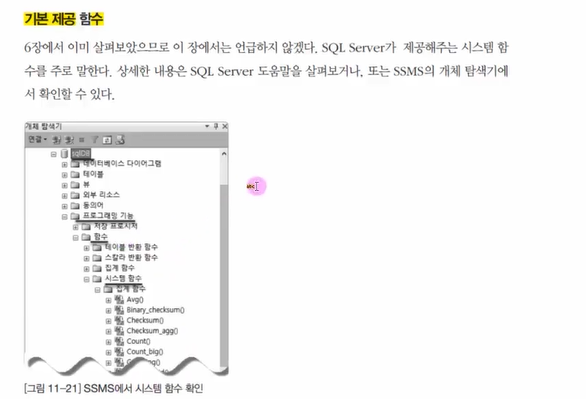 기본 제공 함수
6장에서 이미 살펴보았으므로 이 장에서는 언급하지 않겠다. SQL Server가 제공해주는 시스템 함
수를 주로 말한다. 상세한 내용은 SQL Server 도움말을 살펴보거나, 또는 SSMS의 개체 탐색기에
서 확인할 수 있다.
개체 탐색기
연결
데이터베이스 다이어그램
테이블
뷰
외부 리소스
동의어
프로그래밍 기능
저장 프로시저
함수
테이블 반환 함수
스칼라 반환 함수
집계 함수
시스템 함수
집계 함수
Avg()
Binary_checksum()
Checksum()
Checksum_agg()
Count()
Count_big()
[그림 11-21] SSMS에서 시스템 함수 확인